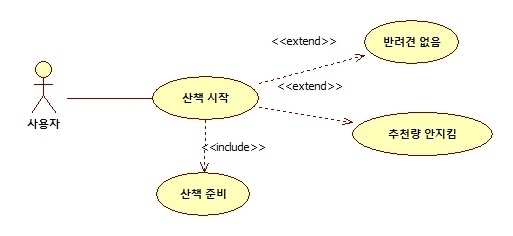 <<extend>>
반려견 없음
<<extend>>
산책 시작
사용자
추천량 안지킴
<<include>>
산책 준비